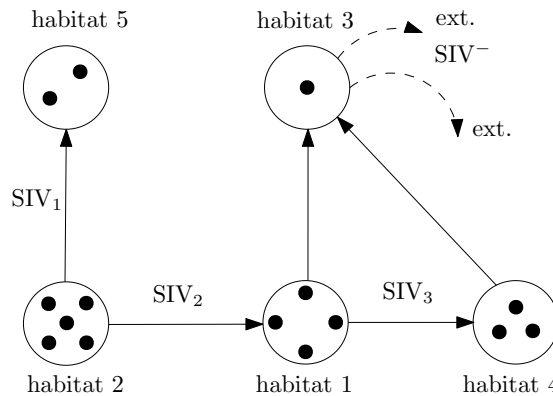 habitat 5
habitat 3
ext.
SIV⁻
ext.
SIV₁
SIV₂
SIV₃
habitat 2
habitat 1
habitat 4